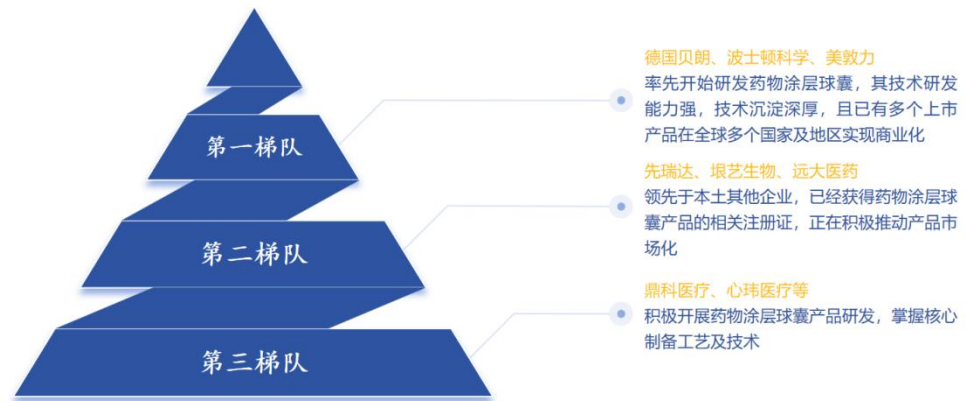 德国贝朗、波士顿科学、美敦力
率先开始研发药物涂层球囊，其技术研发
能力强，技术沉淀深厚，且已有多个上市
产品在全球多个国家及地区实现商业化
第一梯队
先瑞达、垠艺生物、远大医药
领先于本土其他企业，已经获得药物涂层球
囊产品的相关注册证，正在积极推动产品市
场化
第二梯队
鼎科医疗、心玮医疗等
积极开展药物涂层球囊产品研发，掌握核心
制备工艺及技术
第三梯队